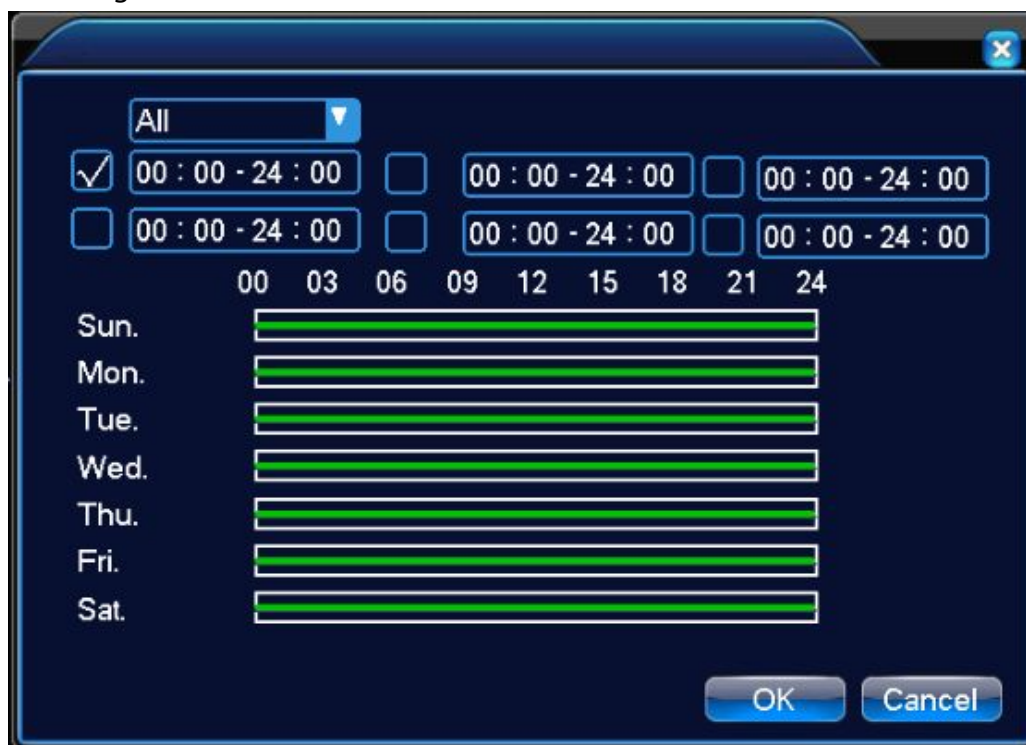 All
00 : 00 - 24 : 00 00 : 00 - 24 : 00 00 : 00 - 24 : 00
00 : 00 - 24 : 00 00 : 00 - 24 : 00 00 : 00 - 24 : 00
00 03 06 09 12 15 18 21 24
Sun.
Mon.
Tue.
Wed.
Thu.
Fri.
Sat.
OK Cancel